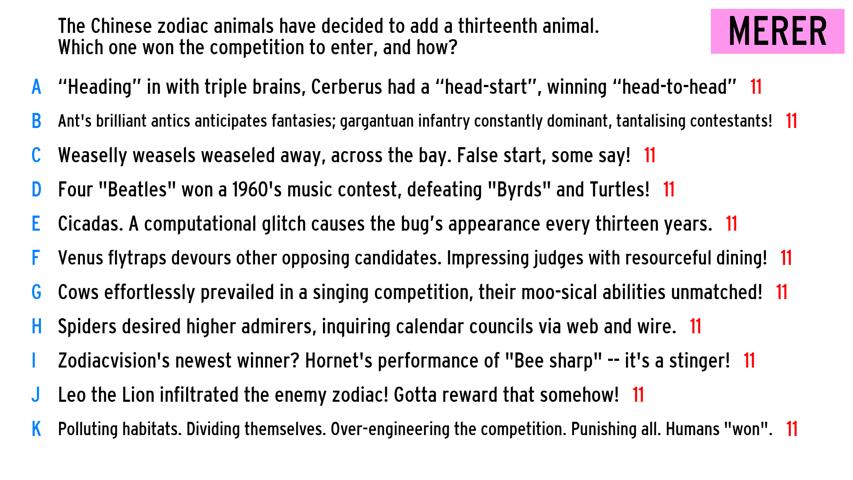 The Chinese zodiac animals have decided to add a thirteenth animal.
Which one won the competition to enter, and how?
MERER
A “Heading” in with triple brains, Cerberus had a “head-start”, winning “head-to-head” 11
B Ant's brilliant antics anticipates fantasies; gargantuan infantry constantly dominant, tantalising contestants! 11
C Weaselly weasels weaseled away, across the bay. False start, some say! 11
D Four "Beatles" won a 1960's music contest, defeating "Byrds" and Turtles! 11
E Cicadas. A computational glitch causes the bug’s appearance every thirteen years. 11
F Venus flytraps devours other opposing candidates. Impressing judges with resourceful dining! 11
G Cows effortlessly prevailed in a singing competition, their moo-sical abilities unmatched! 11
H Spiders desired higher admirers, inquiring calendar councils via web and wire. 11
I Zodiacvision's newest winner? Hornet's performance of "Bee sharp" -- it's a stinger! 11
J Leo the Lion infiltrated the enemy zodiac! Gotta reward that somehow! 11
K Polluting habitats. Dividing themselves. Over-engineering the competition. Punishing all. Humans "won". 11